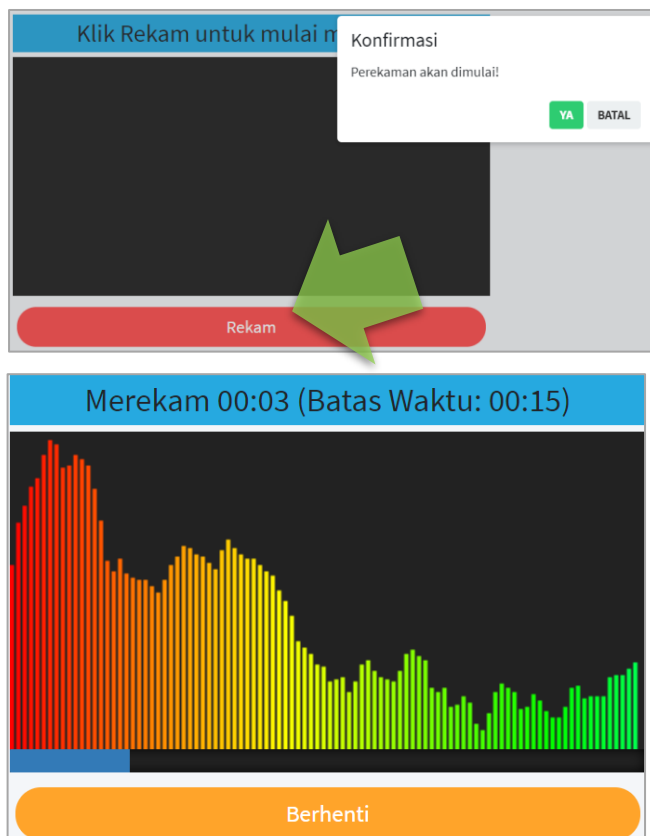 Klik Rekam untuk mulai
Konfirmasi
Perekaman akan dimulai!
YA BATAL
Rekam
Merekam 00:03 (Batas Waktu: 00:15)
Berhenti